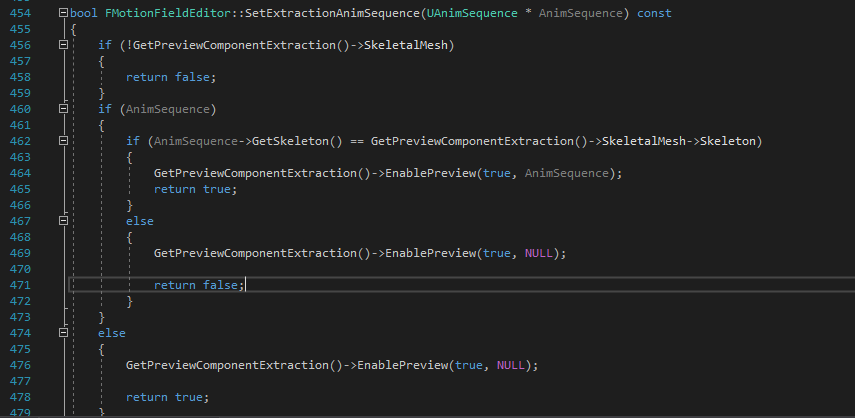 454 bool FMotionFieldEditor::SetExtractionAnimSequence(UAnimSequence * AnimSequence) const
455 {
456 if (!GetPreviewComponentExtraction()->SkeletalMesh)
457 {
458 return false;
459 }
460 if (AnimSequence)
461 {
462 if (AnimSequence->GetSkeleton() == GetPreviewComponentExtraction()->SkeletalMesh->Skeleton)
463 {
464 GetPreviewComponentExtraction()->EnablePreview(true, AnimSequence);
465 return true;
466 }
467 else
468 {
469 GetPreviewComponentExtraction()->EnablePreview(true, NULL);
470
471 return false;
472 }
473 }
474 else
475 {
476 GetPreviewComponentExtraction()->EnablePreview(true, NULL);
477
478 return true;
479 }